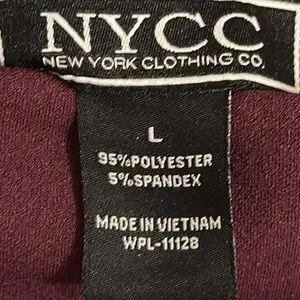 NYCC
NEW YORK CLOTHING CO.
L
95%POLYESTER
5%SPANDEX
MADE IN VIETNAM
WPL-11128